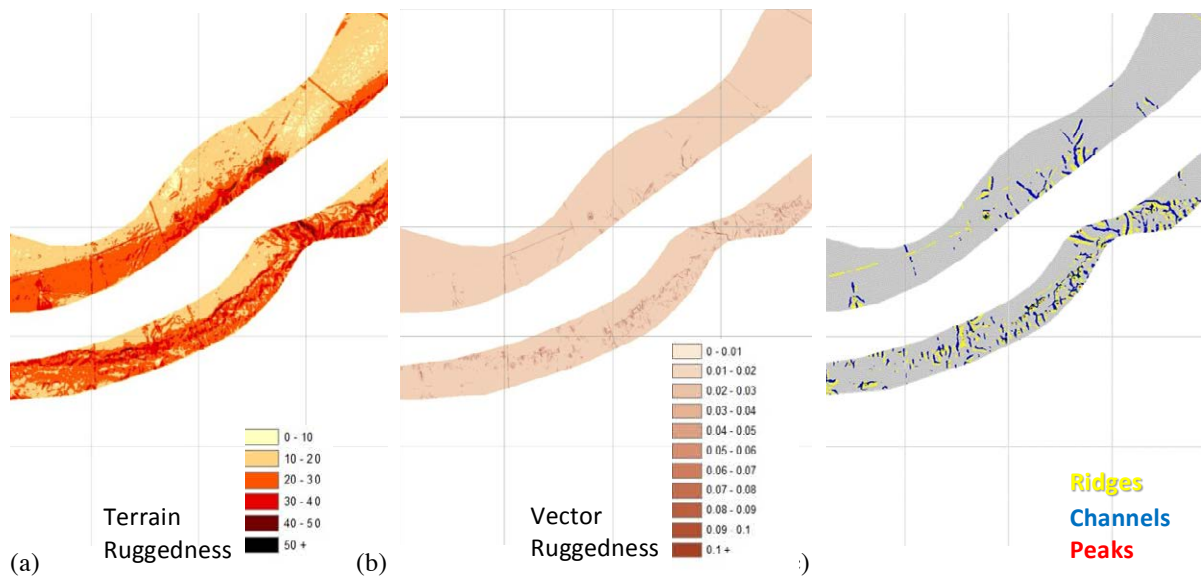 0 - 10
10 - 20
20 - 30
30 - 40
40 - 50
50 +
Terrain
Ruggedness
(a)
0 - 0.01
0.01 - 0.02
0.02 - 0.03
0.03 - 0.04
0.04 - 0.05
0.05 - 0.06
0.06 - 0.07
0.07 - 0.08
0.08 - 0.09
0.09 - 0.1
0.1 +
Vector
Ruggedness
(b)
Ridges
Channels
Peaks
)